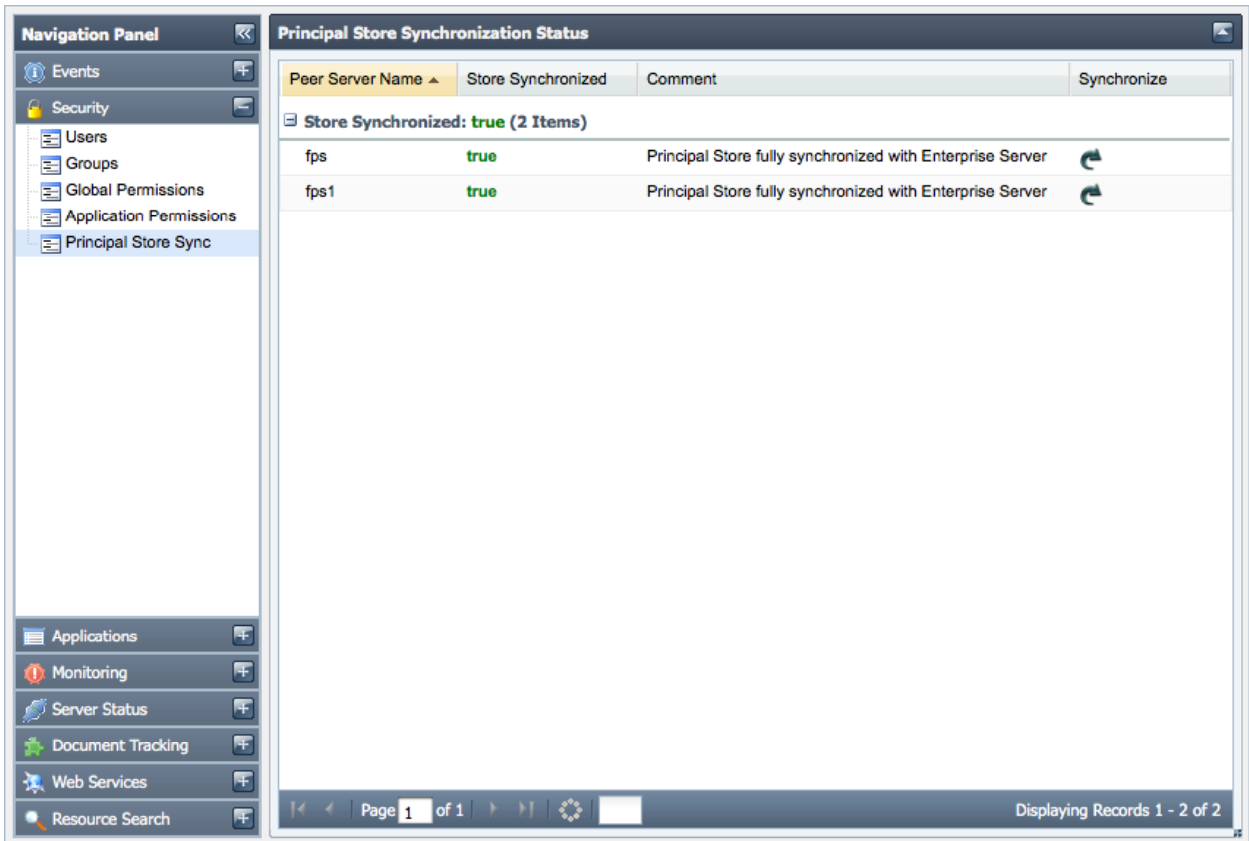 Navigation Panel
Events
Security
Users
Groups
Global Permissions
Application Permissions
Principal Store Sync
Applications
Monitoring
Server Status
Document Tracking
Web Services
Resource Search
Principal Store Synchronization Status
Peer Server Name Store Synchronized Comment Synchronize
Store Synchronized: true (2 Items)
fps true Principal Store fully synchronized with Enterprise Server
fps1 true Principal Store fully synchronized with Enterprise Server
Page 1 of 1 Displaying Records 1 - 2 of 2